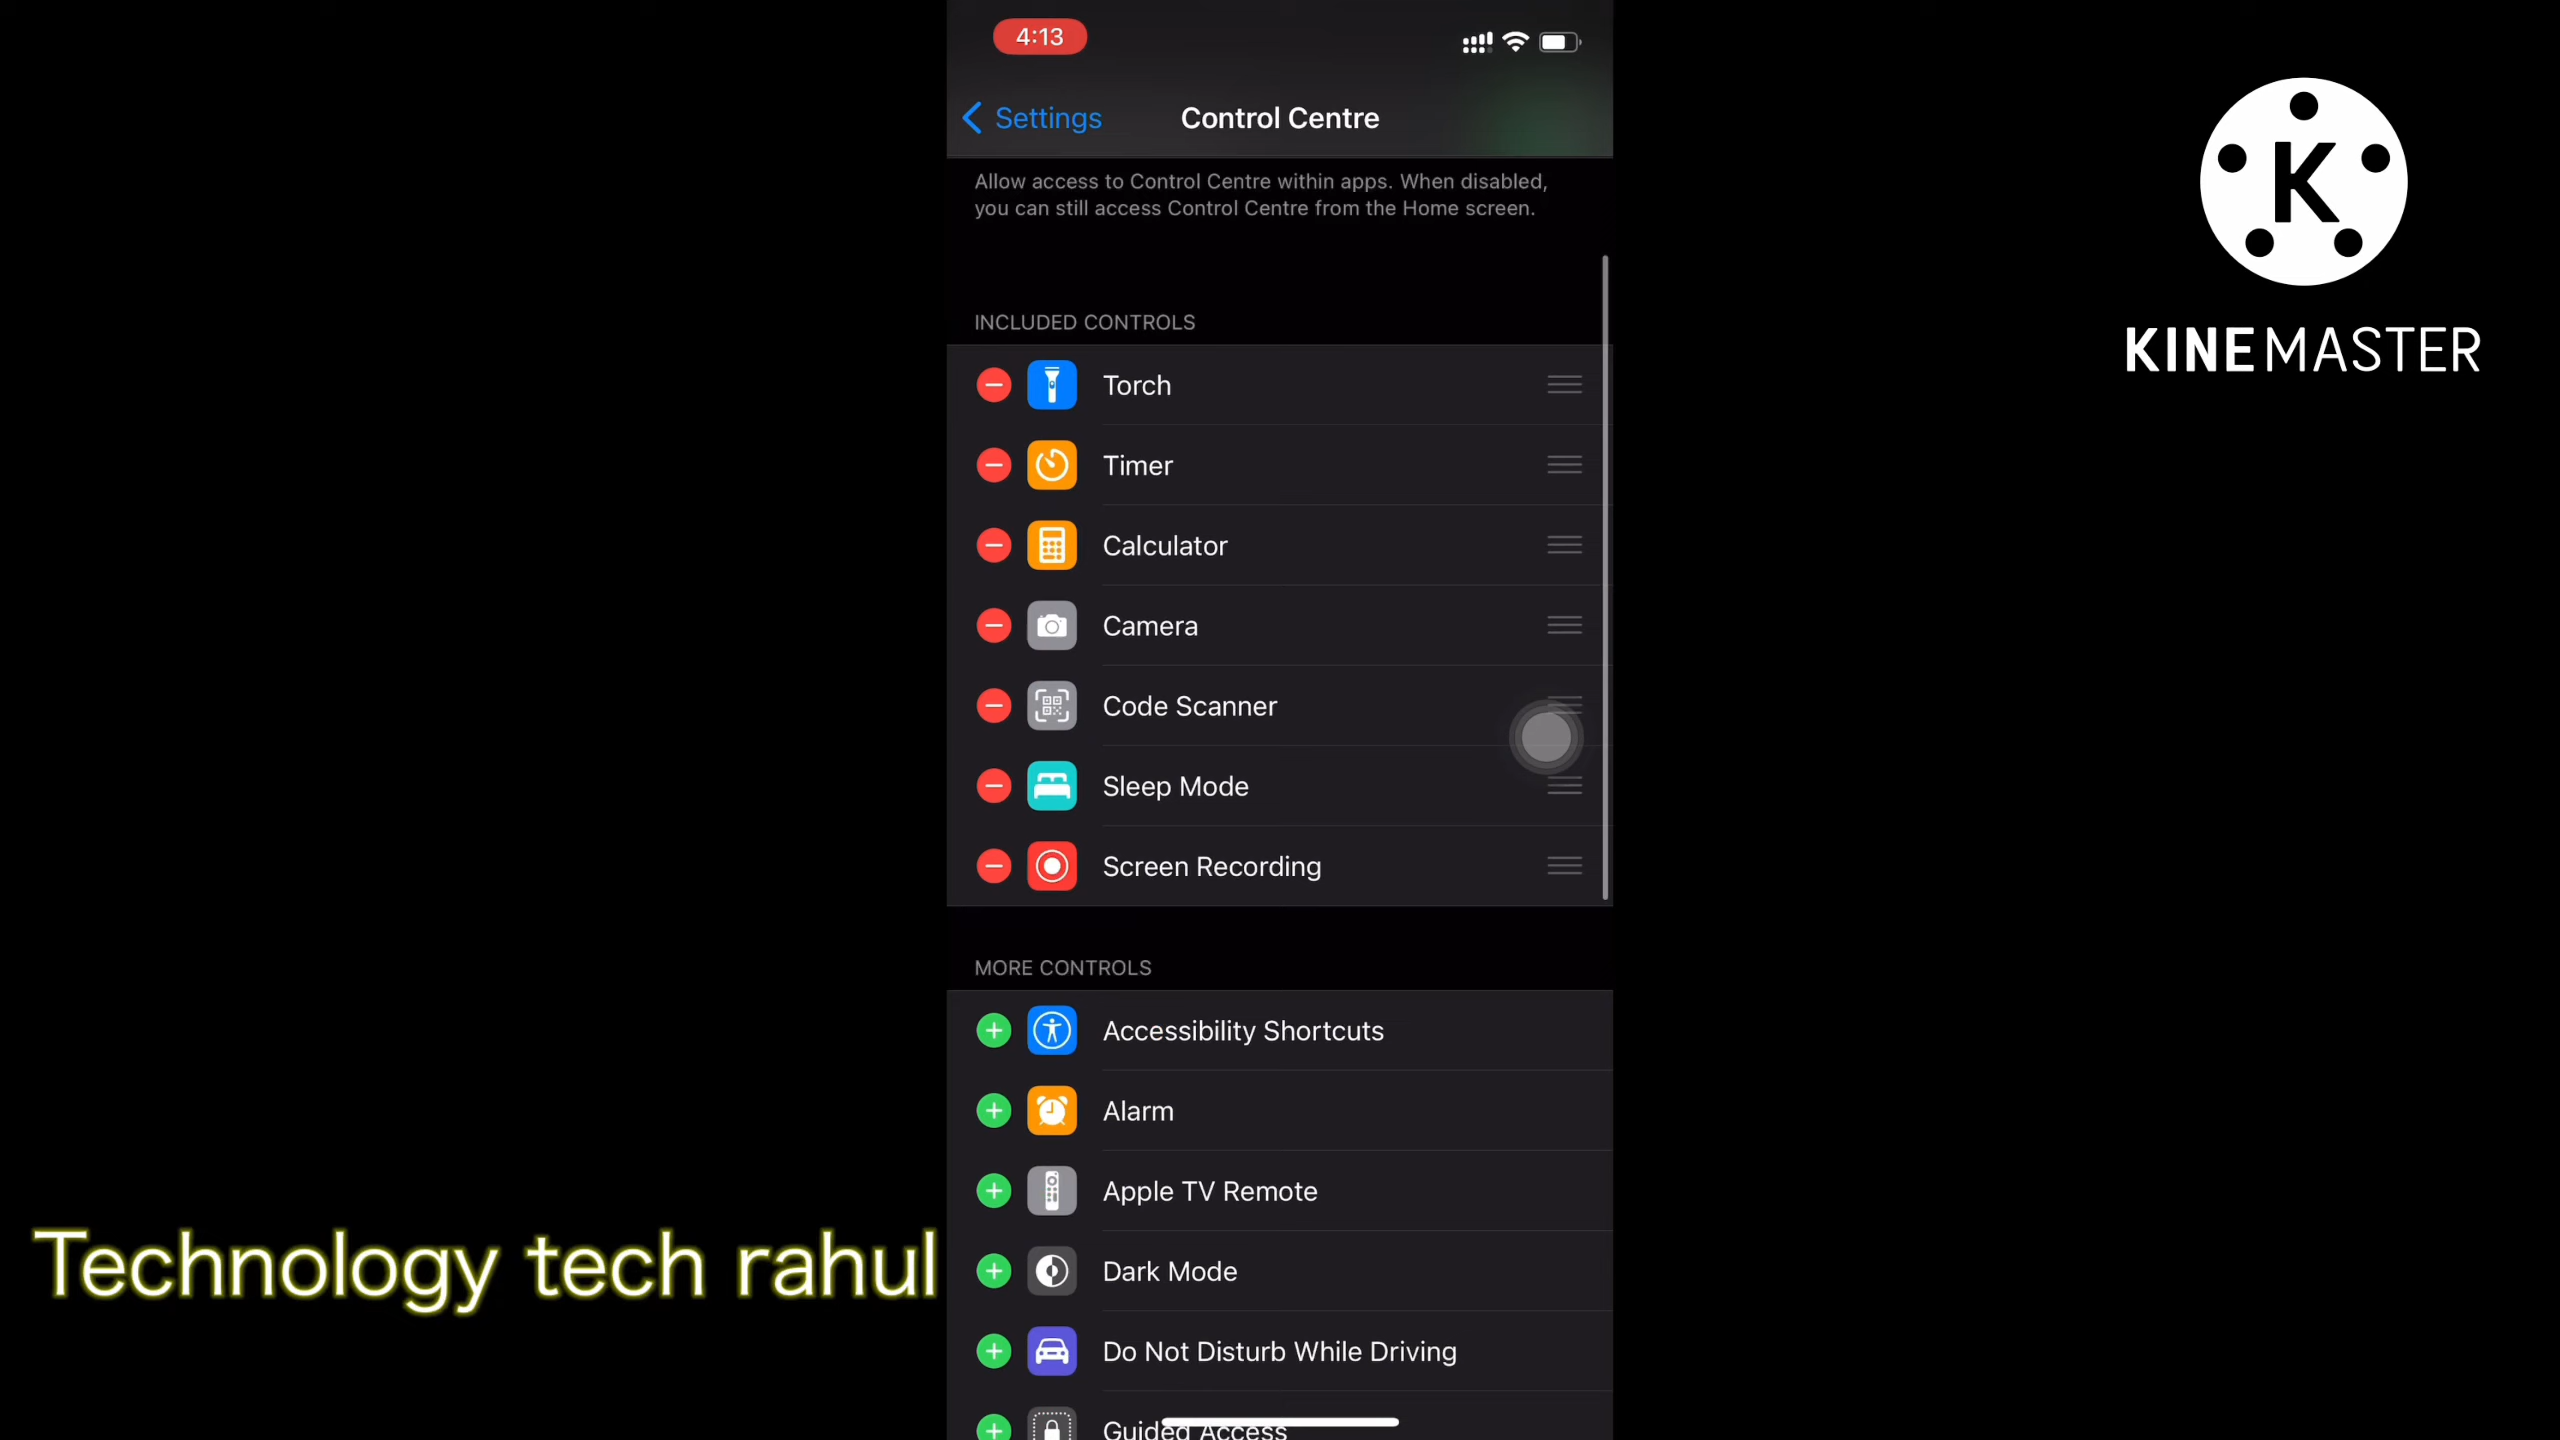 4:13
Settings
Control Centre
Allow access to Control Centre within apps. When disabled,
you can still access Control Centre from the Home screen.
INCLUDED CONTROLS
Torch
Timer
Calculator
Camera
Code Scanner
Sleep Mode
Screen Recording
MORE CONTROLS
Accessibility Shortcuts
Alarm
Apple TV Remote
Dark Mode
Do Not Disturb While Driving
Guided Access
K
KINEMASTER
Technology tech rahul